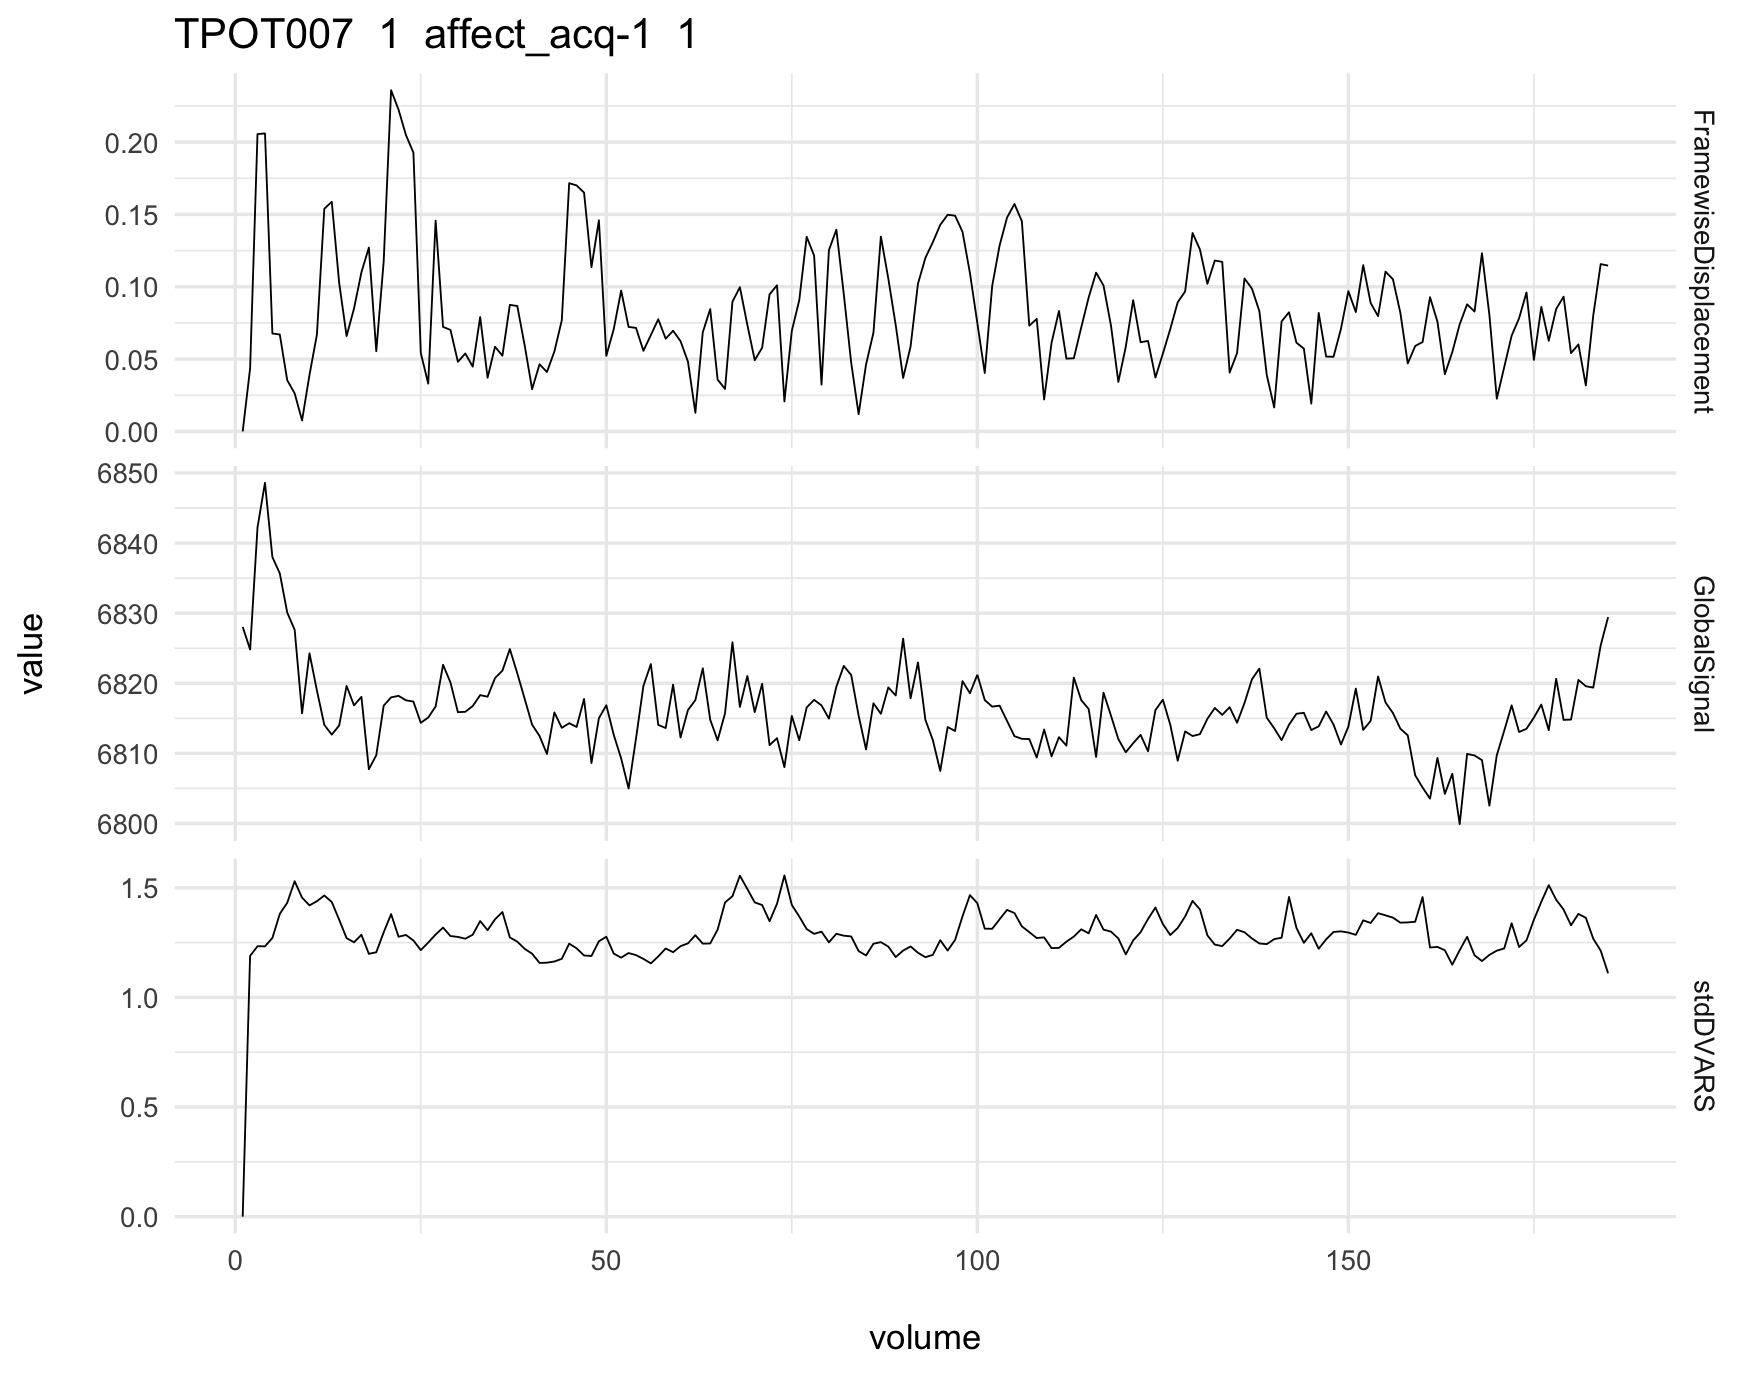 TPOT007 1 affect_acq-1 1
value
0.20
0.15
0.10
0.05
0.00
FramewiseDisplacement
6850
6840
6830
6820
6810
6800
GlobalSignal
1.5
1.0
0.5
0.0
stdDVARS
0 50 100 150
volume